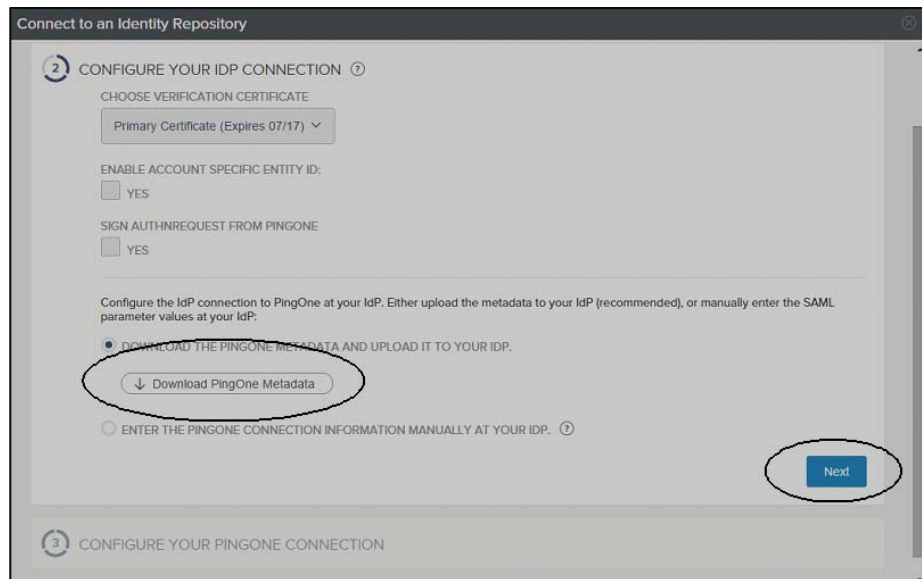 Connect to an Identity Repository
2 CONFIGURE YOUR IDP CONNECTION ?
CHOOSE VERIFICATION CERTIFICATE
Primary Certificate (Expires 07/17)
ENABLE ACCOUNT SPECIFIC ENTITY ID:
YES
SIGN AUTHNREQUEST FROM PINGONE
YES
Configure the IdP connection to PingOne at your IdP. Either upload the metadata to your IdP (recommended), or manually enter the SAML
parameter values at your IdP:
DOWNLOAD THE PINGONE METADATA AND UPLOAD IT TO YOUR IDP.
Download PingOne Metadata
ENTER THE PINGONE CONNECTION INFORMATION MANUALLY AT YOUR IDP. ?
Next
3 CONFIGURE YOUR PINGONE CONNECTION